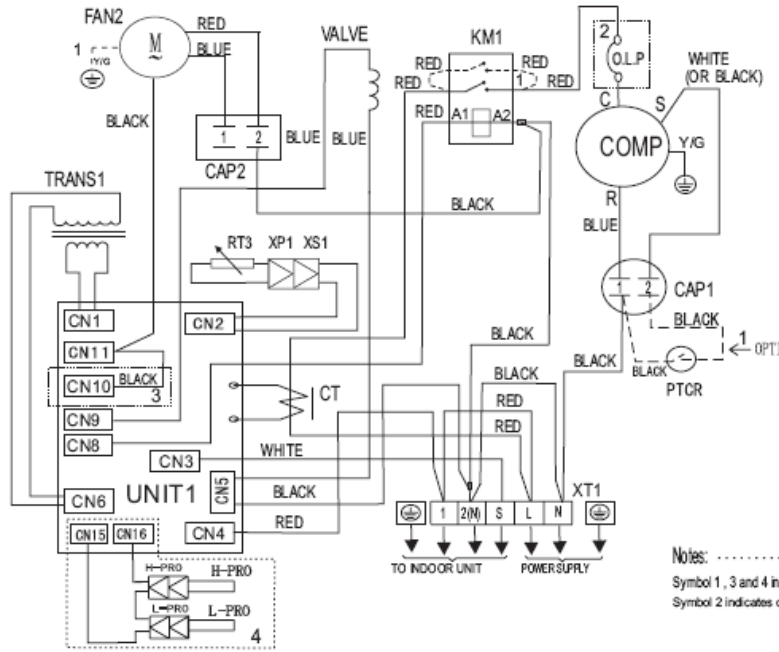 FAN2
RED
BLUE
M
1
IY/G
BLACK
1 2
CAP2
BLUE
VALVE
BLUE
KM1
RED
RED
RED
RED
1
RED
A1 A2
2
O.L.P
WHITE
(OR BLACK)
C
S
COMP
Y/G
R
BLUE
1 2
CAP1
BLACK
1
BLACK
PTCR
TRANS1
BLACK
RT3
XP1
XS1
CN1
CN2
CN11
CN10
BLACK
3
CN9
CN8
CT
BLACK
BLACK
BLACK
RED
RED
CN3
WHITE
CN5
UNIT1
BLACK
CN6
CN4
RED
XT1
1 2(N) S L N
TO INDOOR UNIT
POWER SUPPLY
CN15
CN16
H-PRO
H-PRO
L-PRO
L-PRO
4
Notes:
Symbol 1 , 3 and 4 in
Symbol 2 indicates